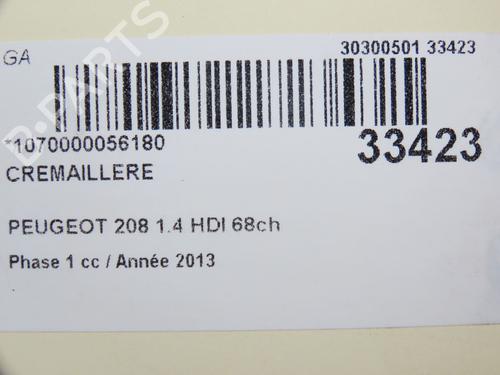 GA
30300501 33423
*1070000056180
33423
CREMAILLERE
PEUGEOT 208 1.4 HDI 68ch
Phase 1 cc / Année 2013
B-PARTS